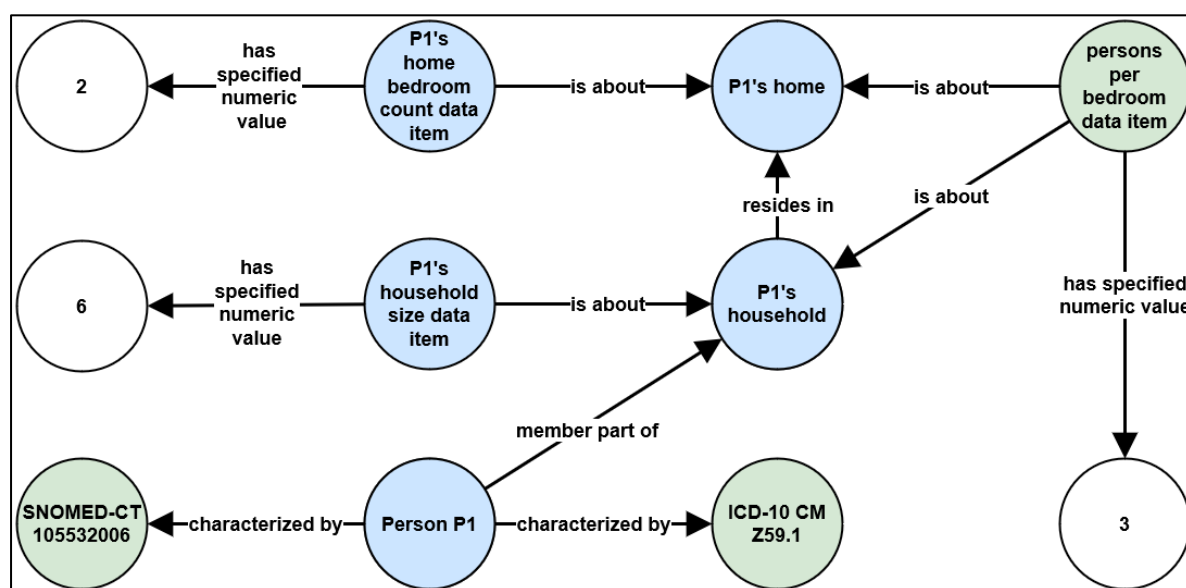 2
has
specified
numeric
value
P1's
home
bedroom
count data
item
is about
P1's home
is about
persons
per
bedroom
data item
resides in
is about
6
has
specified
numeric
value
P1's
household
size data
item
is about
P1's
household
has specified
numeric value
member part of
SNOMED-CT
105532006
characterized by
Person P1
characterized by
ICD-10 CM
Z59.1
3